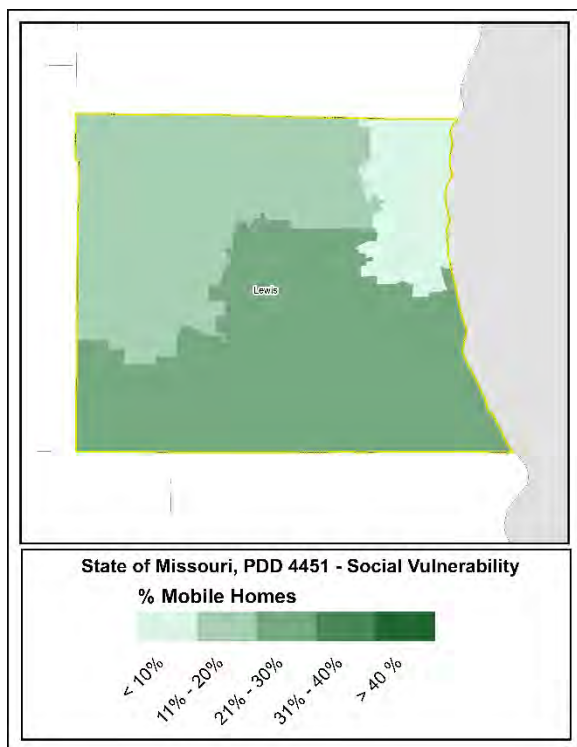 Lewis
State of Missouri, PDD 4451 - Social Vulnerability
% Mobile Homes
< 10%
11% - 20%
21% - 30%
31% - 40%
> 40 %